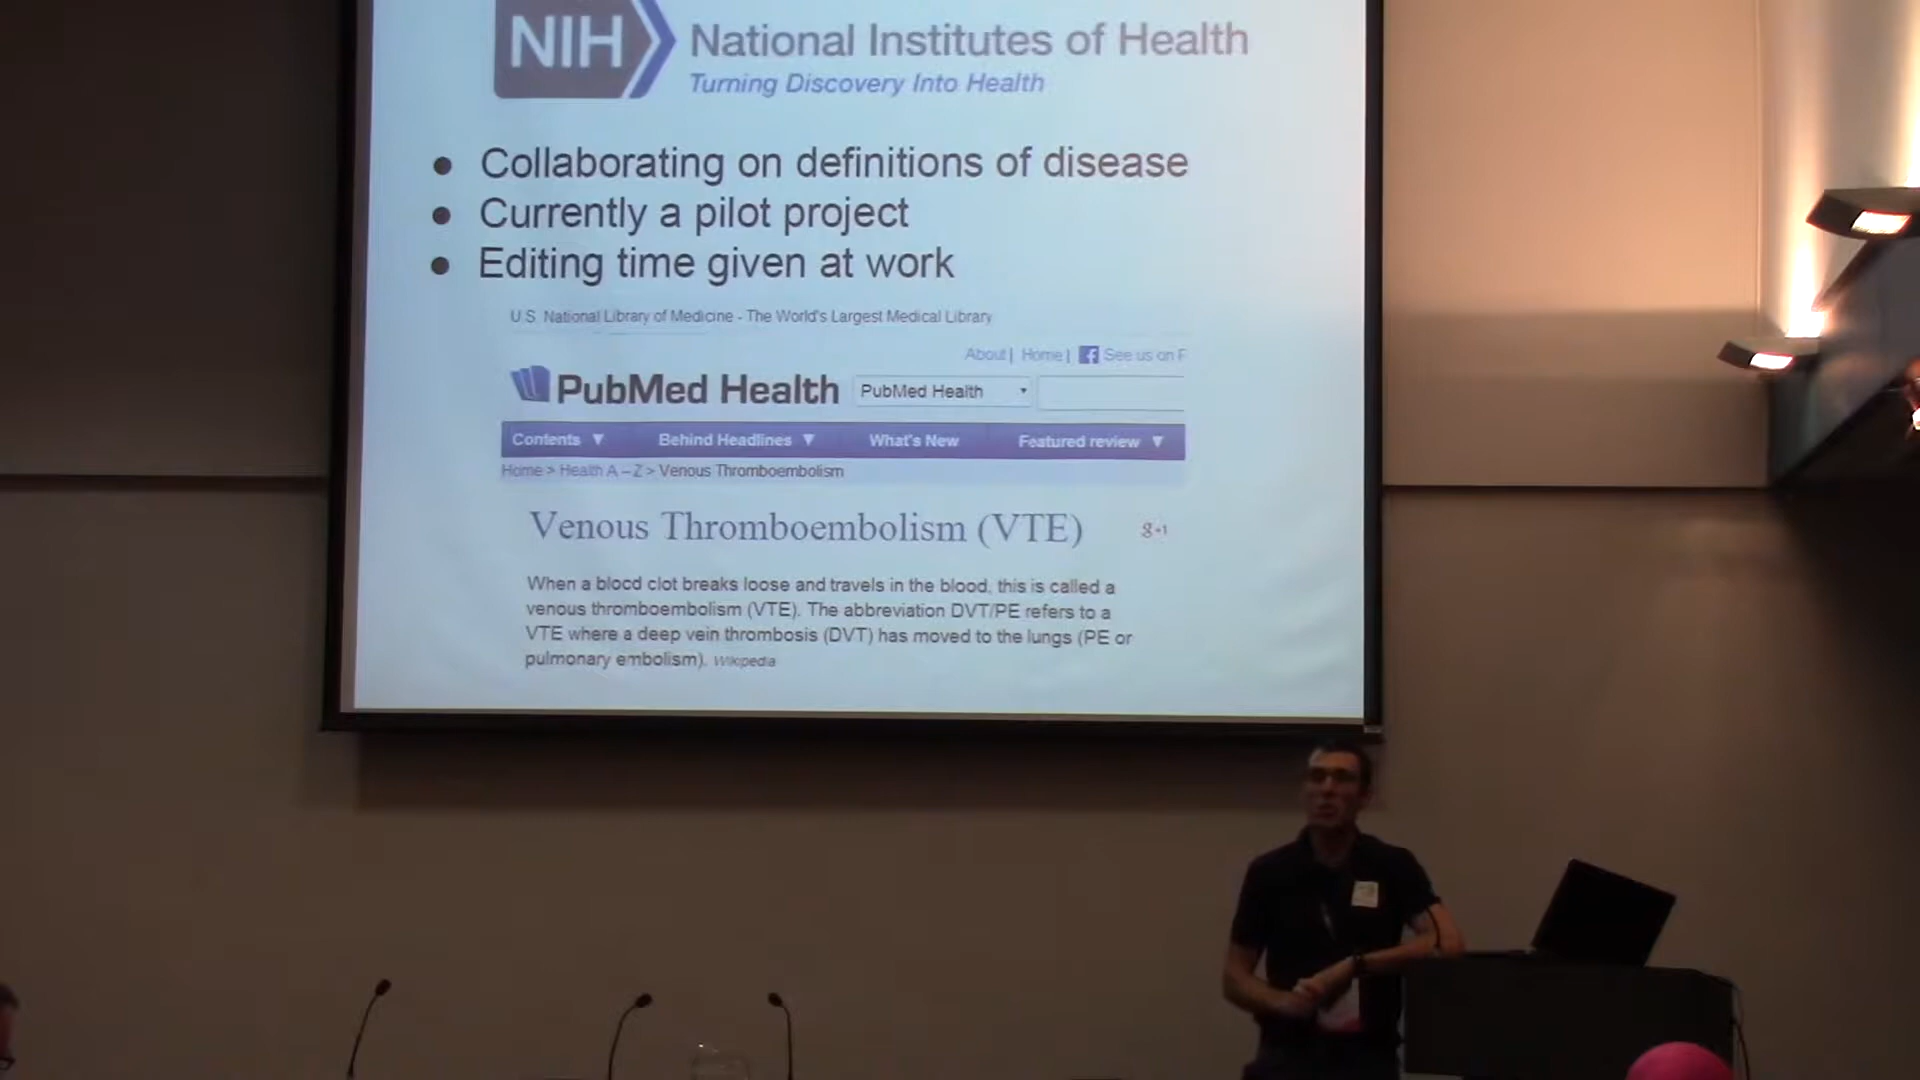 NIH National Institutes of Health
Turning Discovery Into Health
● Collaborating on definitions of disease
● Currently a pilot project
● Editing time given at work
U.S. National Library of Medicine - The World's Largest Medical Library
About | Home | f See us on F
PubMed Health PubMed Health ▾
Contents ▼ Behind Headlines ▼ What's New Featured review ▼
Home > Health A – Z > Venous Thromboembolism
Venous Thromboembolism (VTE) g+1
When a blood clot breaks loose and travels in the blood, this is called a
venous thromboembolism (VTE). The abbreviation DVT/PE refers to a
VTE where a deep vein thrombosis (DVT) has moved to the lungs (PE or
pulmonary embolism). Wikipedia